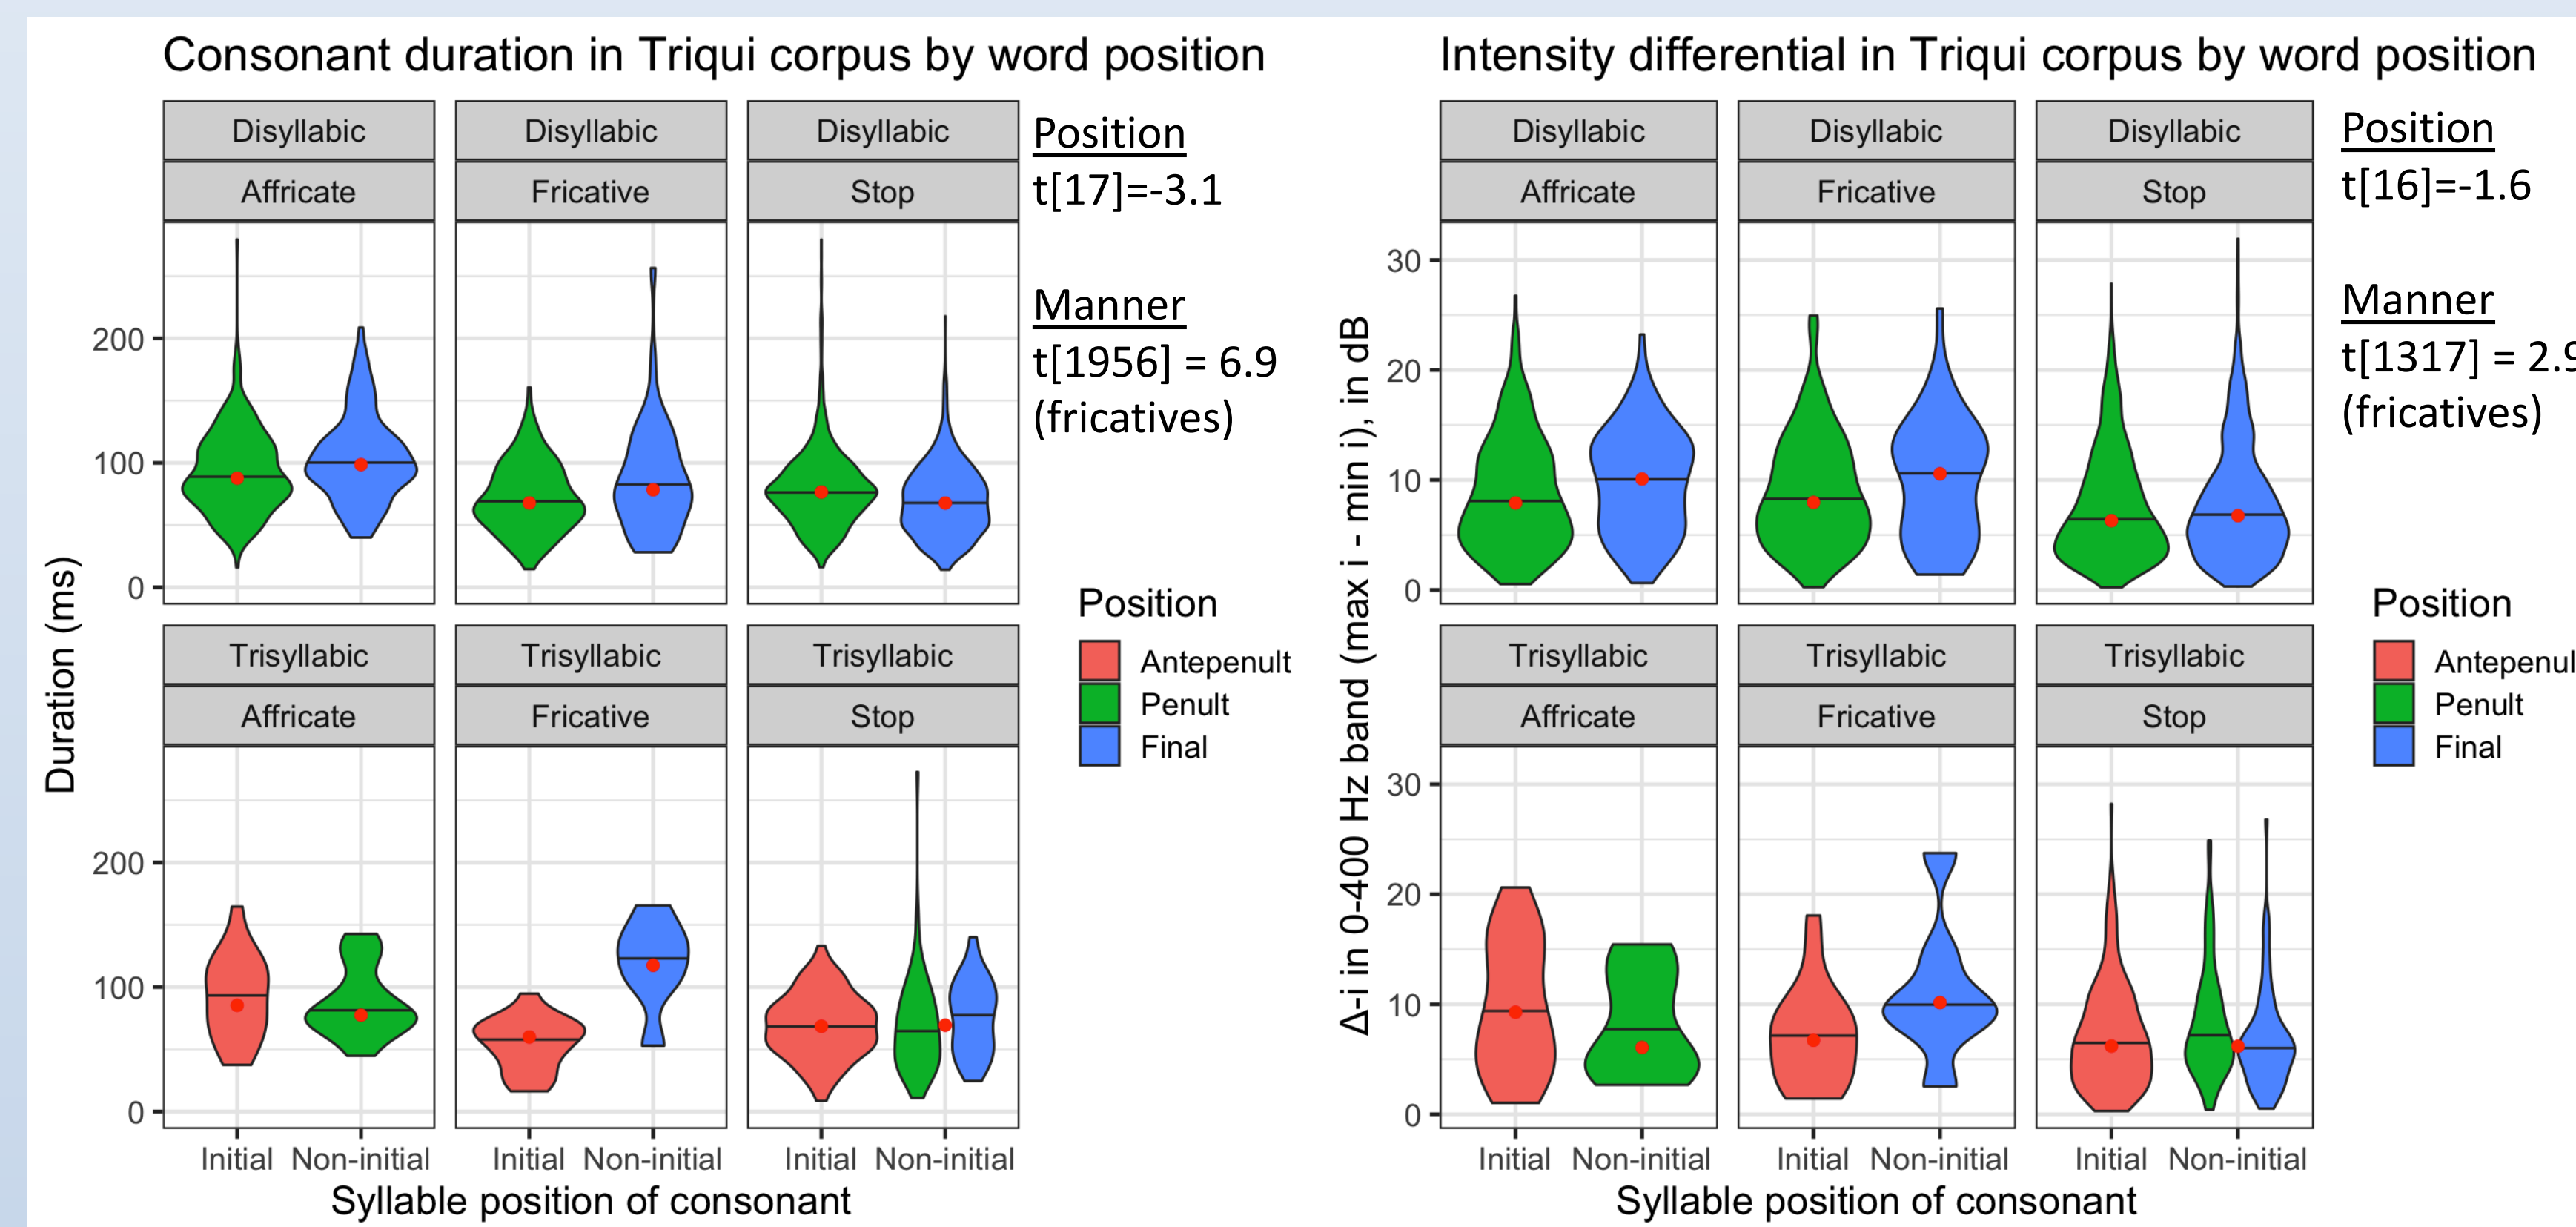 Consonant duration in Triqui corpus by word position
Disyllabic Disyllabic Disyllabic
Affricate Fricative Stop
Position
t[17]=-3.1
Manner
t[1956] = 6.9
(fricatives)
200
100
0
Duration (ms)
Position
Antepenult
Penult
Final
Trisyllabic Trisyllabic Trisyllabic
Affricate Fricative Stop
200
100
0
Initial Non-initial Initial Non-initial Initial Non-initial
Syllable position of consonant
Intensity differential in Triqui corpus by word position
Disyllabic Disyllabic Disyllabic
Affricate Fricative Stop
Position
t[16]=-1.6
Manner
t[1317] = 2.9
(fricatives)
30
20
10
0
Δ-i in 0-400 Hz band (max i - min i), in dB
Position
Antepenul
Penult
Final
Trisyllabic Trisyllabic Trisyllabic
Affricate Fricative Stop
30
20
10
0
Initial Non-initial Initial Non-initial Initial Non-initial
Syllable position of consonant